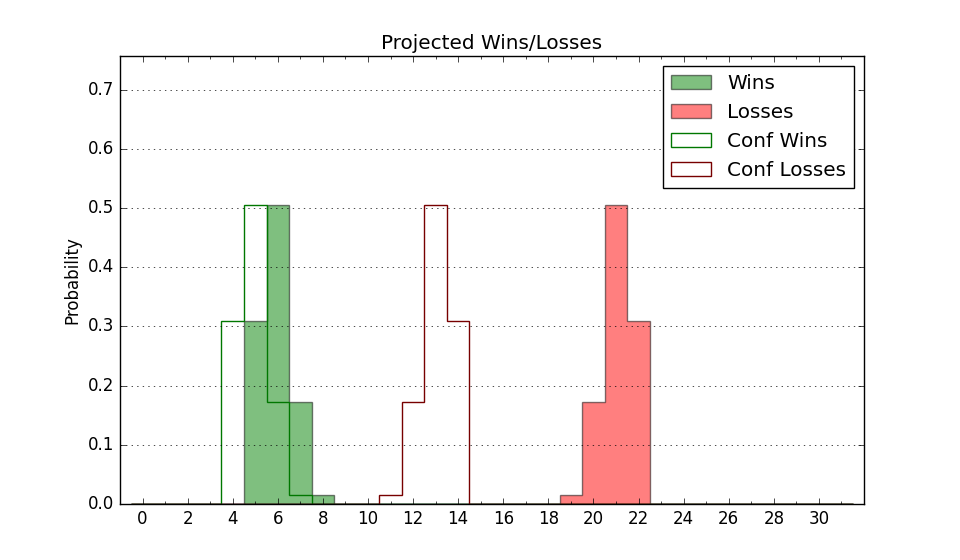 Projected Wins/Losses
Wins
Losses
Conf Wins
Conf Losses
Probability
0.7
0.6
0.5
0.4
0.3
0.2
0.1
0.0
0 2 4 6 8 10 12 14 16 18 20 22 24 26 28 30